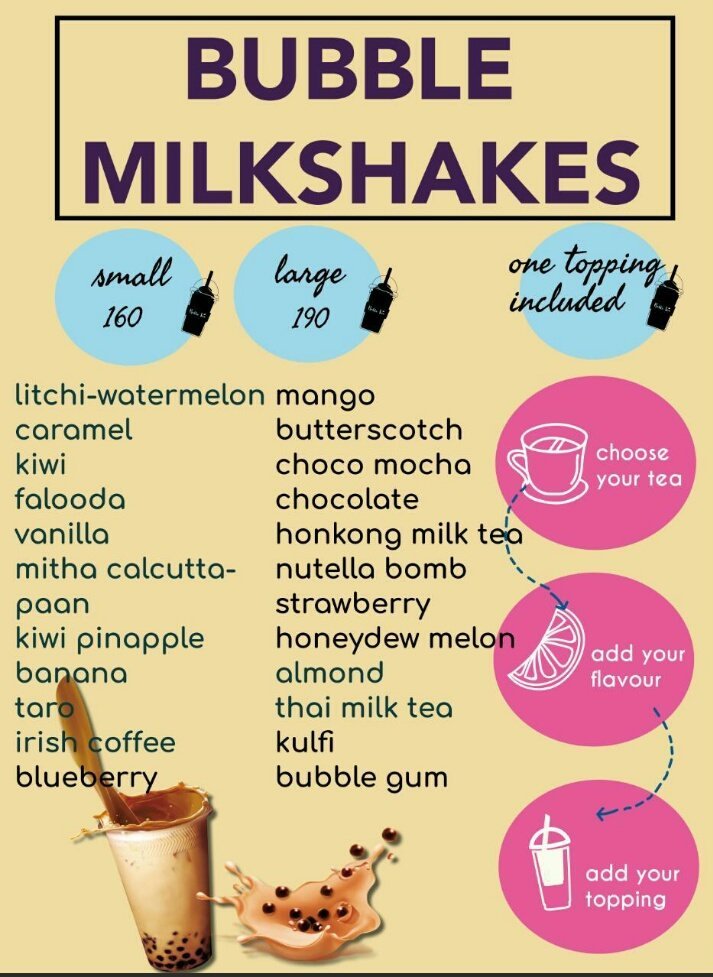 BUBBLE
MILKSHAKES
small
160
large
190
one topping
included
litchi-watermelon
caramel
kiwi
falooda
vanilla
mitha calcutta-
paan
kiwi pinapple
banana
taro
irish coffee
blueberry
mango
butterscotch
choco mocha
chocolate
honkong milk tea
nutella bomb
strawberry
honeydew melon
almond
thai milk tea
kulfi
bubble gum
choose
your tea
add your
flavour
add your
topping